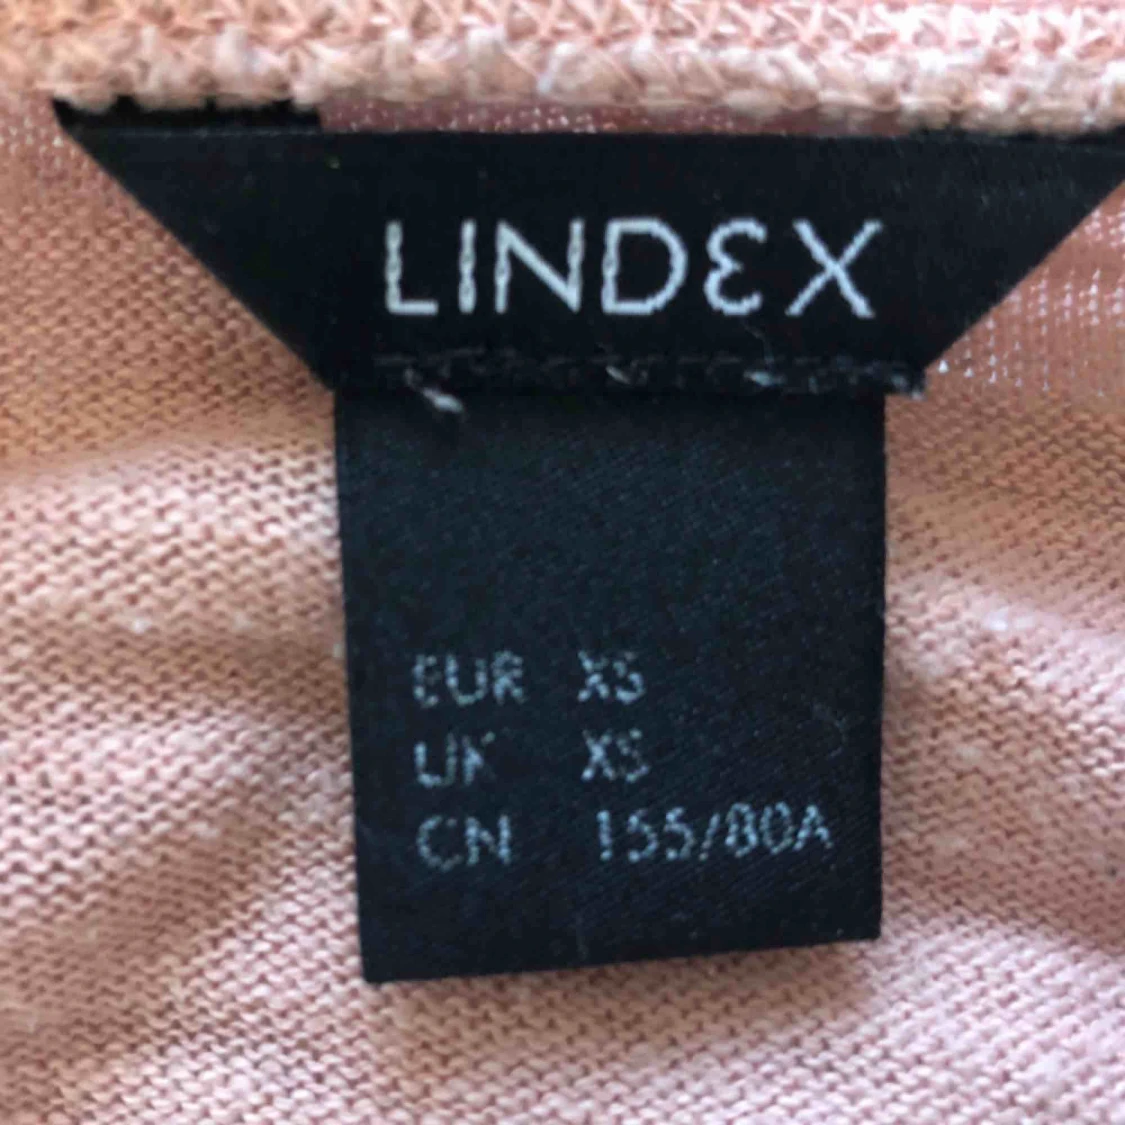 LINDEX
EUR XS
UK XS
CN 155/80A